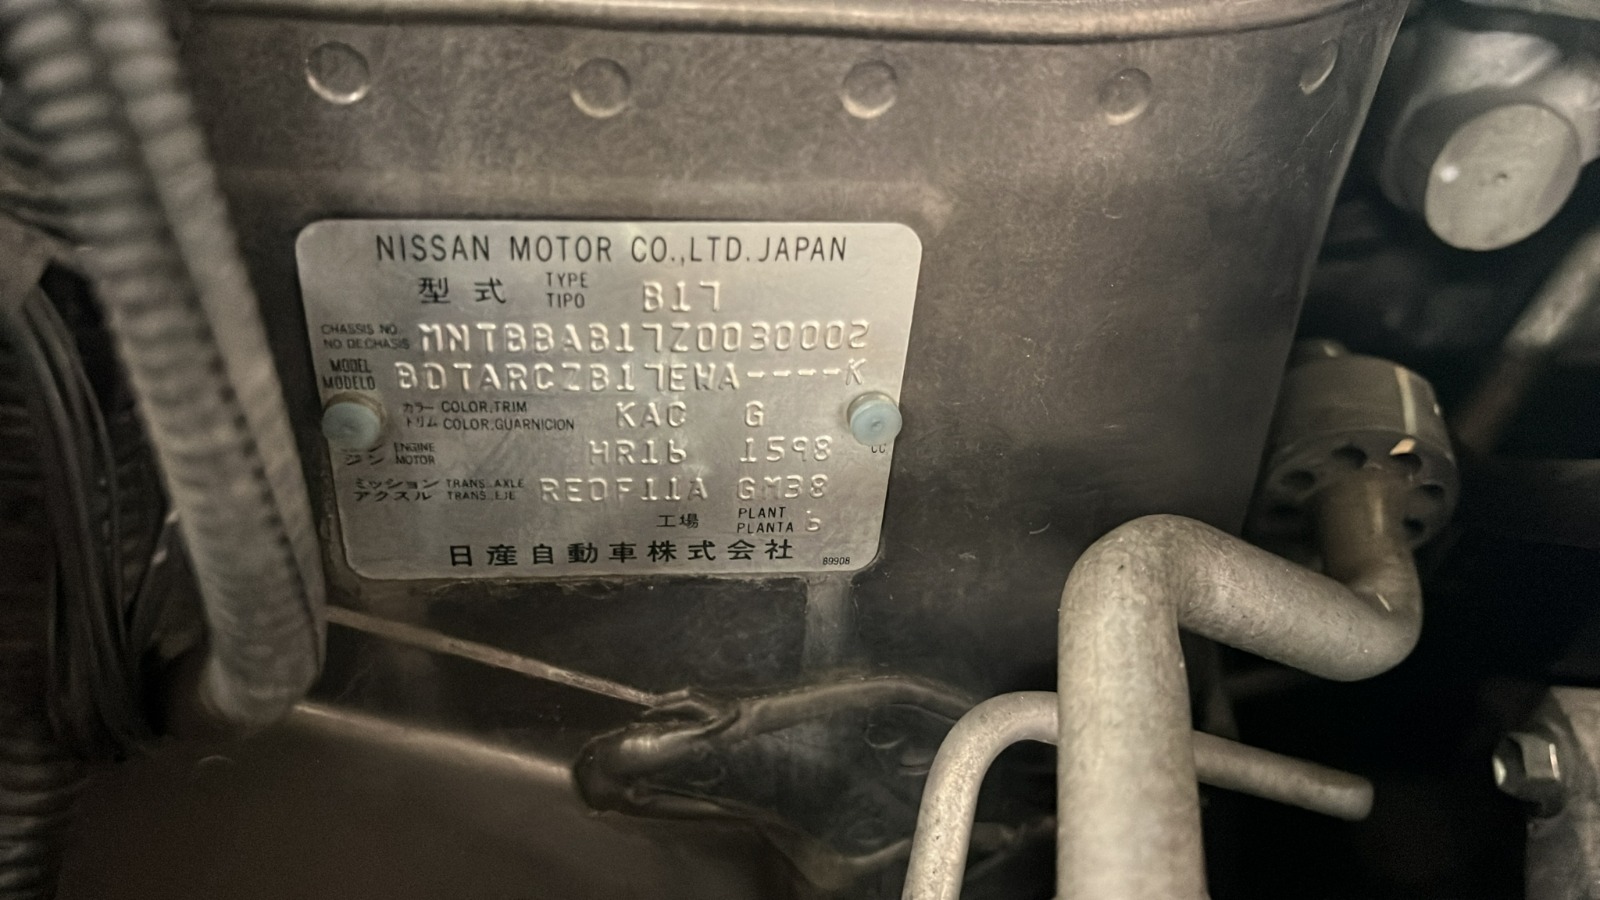 NISSAN MOTOR CO.,LTD. JAPAN
型式 TYPE TIPO B17
CHASSIS NO. NO. DE CHASIS MNTBBAB17Z0030002
MODEL MODELO BDTARCZB17EWA----K
カラー トリム COLOR,TRIM COLOR,GUARNICION KAC G
ジン ENGINE MOTOR HR16 1598 cc
ミッション アクスル TRANS.,AXLE TRANS.,EJE RE0F11A GM38
工場 PLANT PLANTA 6
日産自動車株式会社 89908